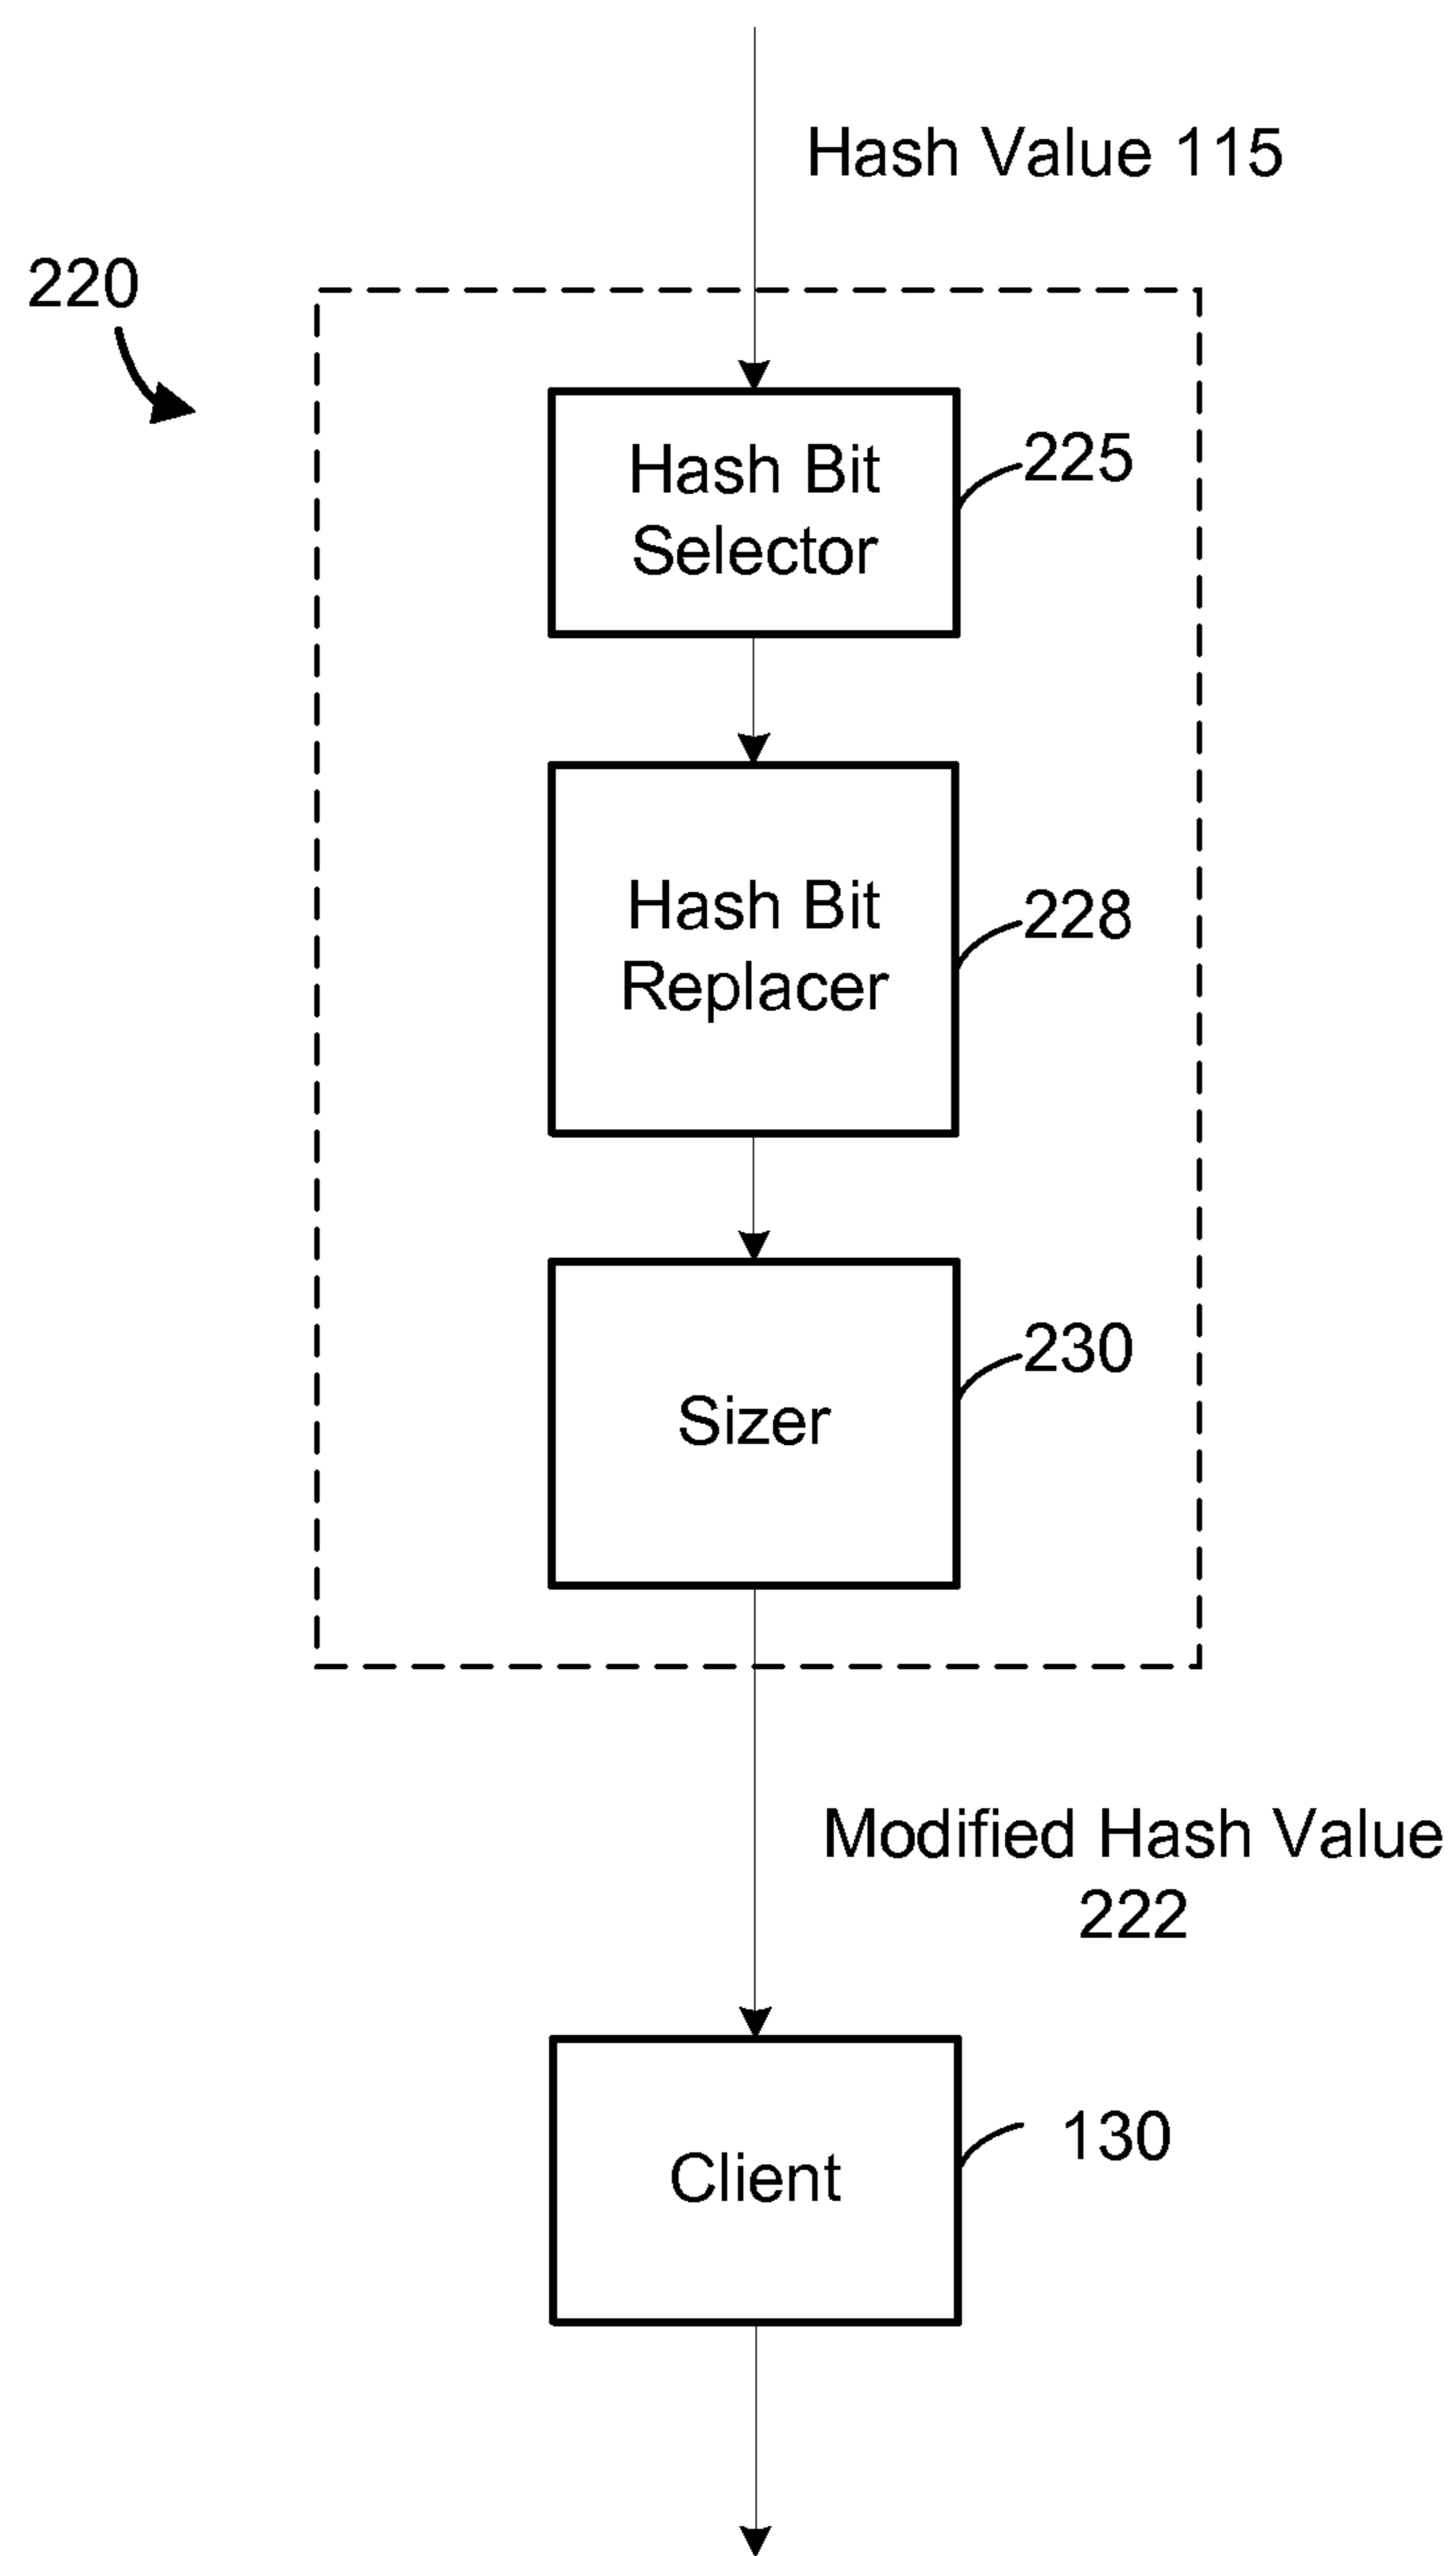 Hash Value 115
220
Hash Bit
Selector
225
Hash Bit
Replacer
228
Sizer
230
Modified Hash Value
222
Client
130